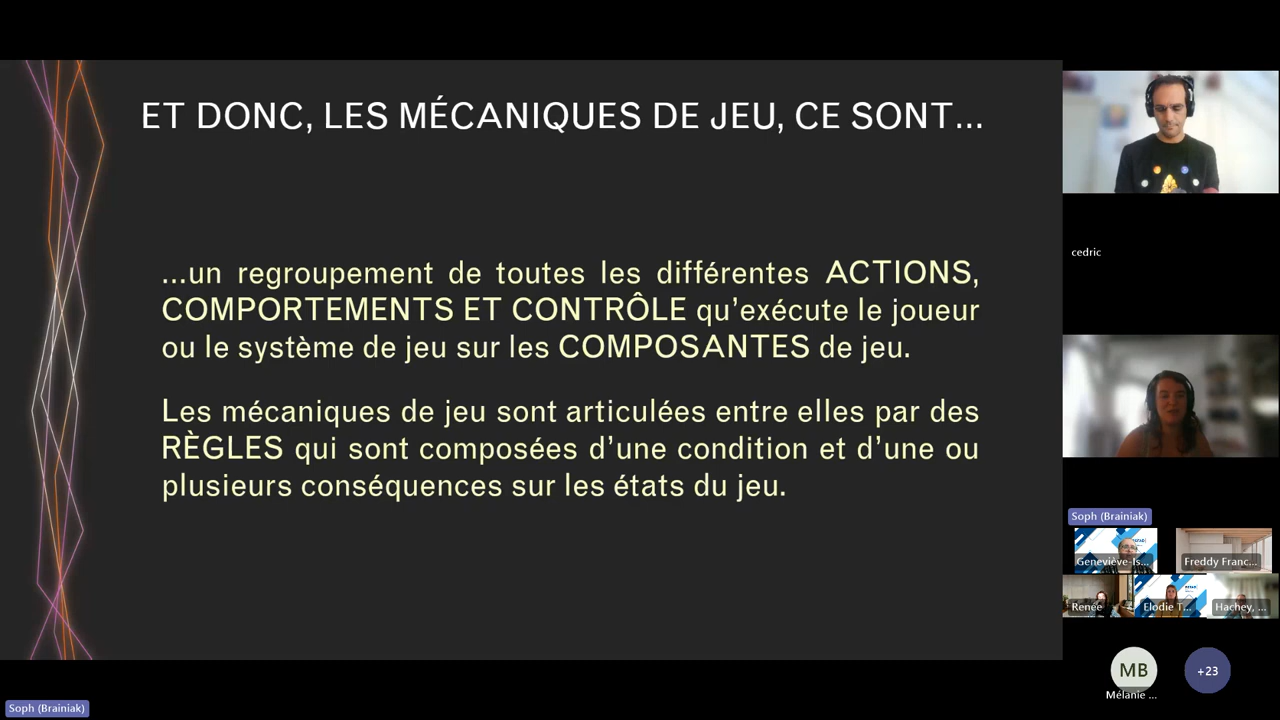 ET DONC, LES MÉCANIQUES DE JEU, CE SONT...
...un regroupement de toutes les différentes ACTIONS,
COMPORTEMENTS ET CONTRÔLE qu'exécute le joueur
ou le système de jeu sur les COMPOSANTES de jeu.
Les mécaniques de jeu sont articulées entre elles par des
RÈGLES qui sont composées d'une condition et d'une ou
plusieurs conséquences sur les états du jeu.
cedric
Soph (Brainiak)
Geneviève-Is...
Freddy Franc...
Renée
Elodie T...
Hachey, ...
MB
+23
Mélanie ...
Soph (Brainiak)